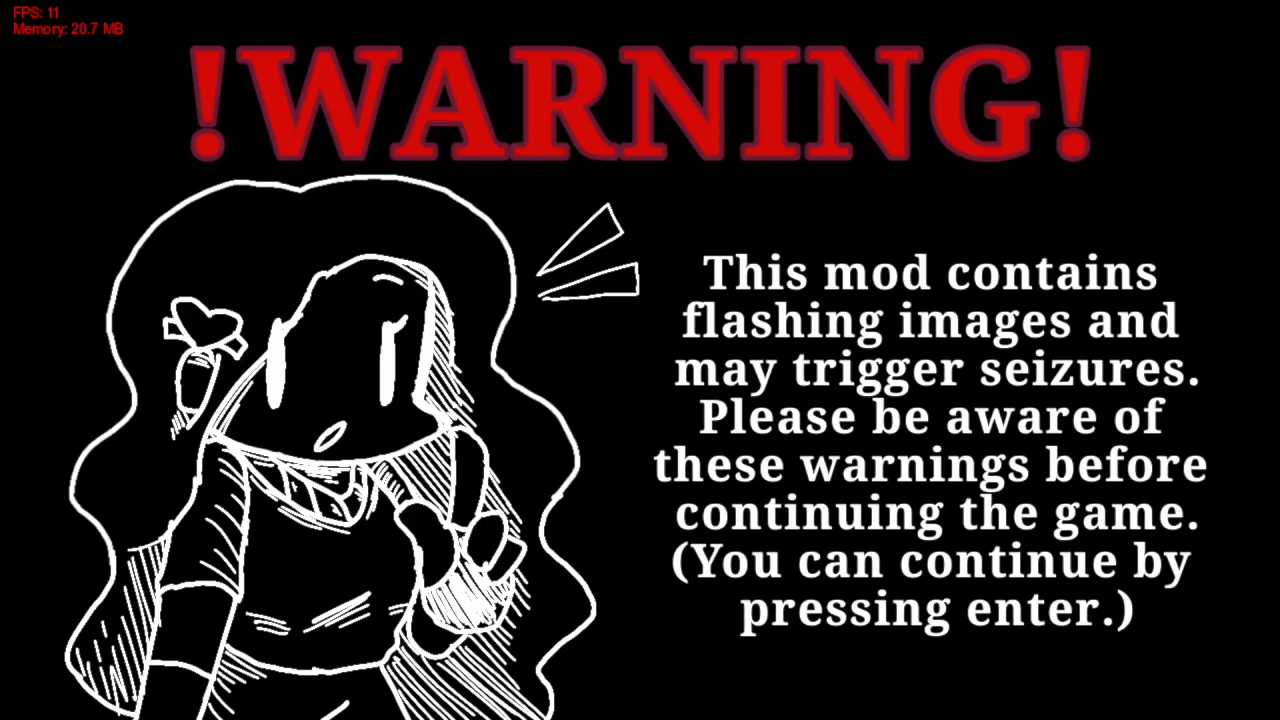 FPS: 11
Memory: 20.7 MB
!WARNING!
This mod contains
flashing images and
may trigger seizures.
Please be aware of
these warnings before
continuing the game.
(You can continue by
pressing enter.)